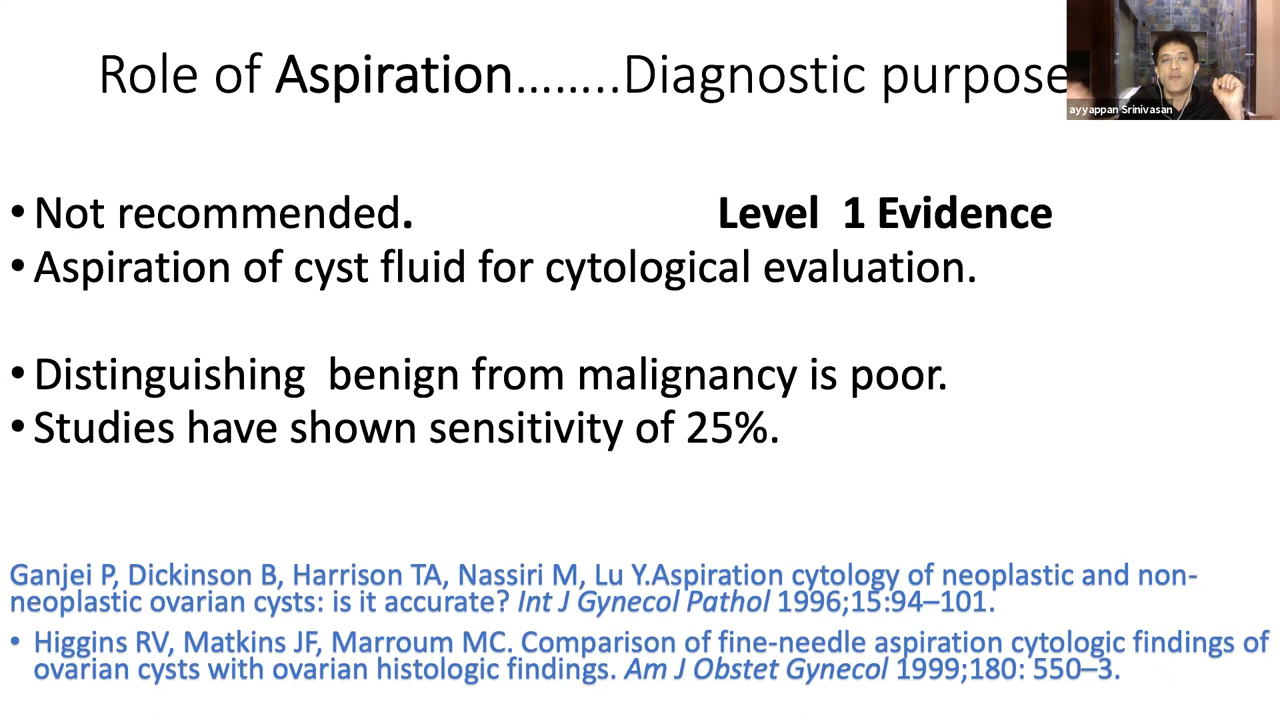 Role of Aspiration........Diagnostic purpose
ayyappan Srinivasan
• Not recommended. Level 1 Evidence
• Aspiration of cyst fluid for cytological evaluation.
• Distinguishing benign from malignancy is poor.
• Studies have shown sensitivity of 25%.
Ganjei P, Dickinson B, Harrison TA, Nassiri M, Lu Y.Aspiration cytology of neoplastic and non-
neoplastic ovarian cysts: is it accurate? Int J Gynecol Pathol 1996;15:94–101.
• Higgins RV, Matkins JF, Marroum MC. Comparison of fine-needle aspiration cytologic findings of
ovarian cysts with ovarian histologic findings. Am J Obstet Gynecol 1999;180: 550–3.